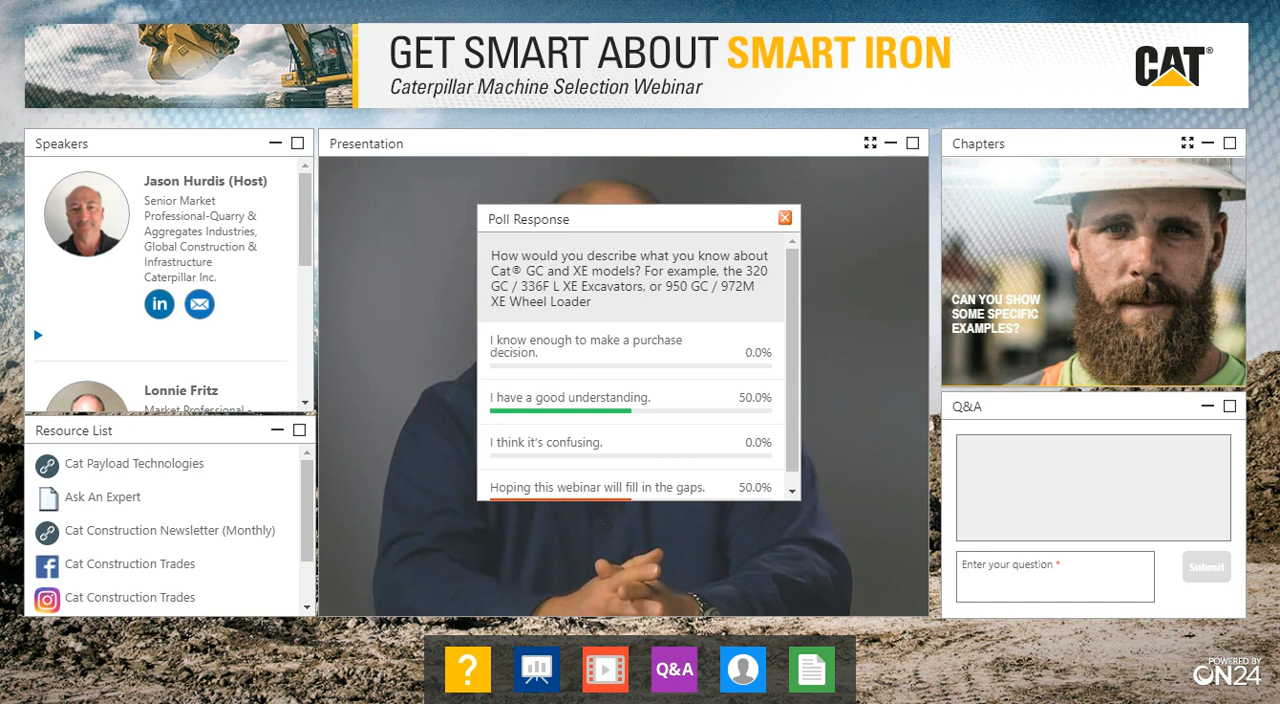 GET SMART ABOUT SMART IRON
Caterpillar Machine Selection Webinar
CAT®
Speakers
Jason Hurdis (Host)
Senior Market
Professional-Quarry &
Aggregates Industries,
Global Construction &
Infrastructure
Caterpillar Inc.
in
Lonnie Fritz
Market Professional -
Resource List
Cat Payload Technologies
Ask An Expert
Cat Construction Newsletter (Monthly)
Cat Construction Trades
Cat Construction Trades
Presentation
Poll Response
How would you describe what you know about
Cat® GC and XE models? For example, the 320
GC / 336F L XE Excavators, or 950 GC / 972M
XE Wheel Loader
I know enough to make a purchase
decision. 0.0%
I have a good understanding. 50.0%
I think it's confusing. 0.0%
Hoping this webinar will fill in the gaps. 50.0%
Chapters
CAN YOU SHOW
SOME SPECIFIC
EXAMPLES?
Q&A
Enter your question *
Submit
?
Q&A
POWERED BY
ON24